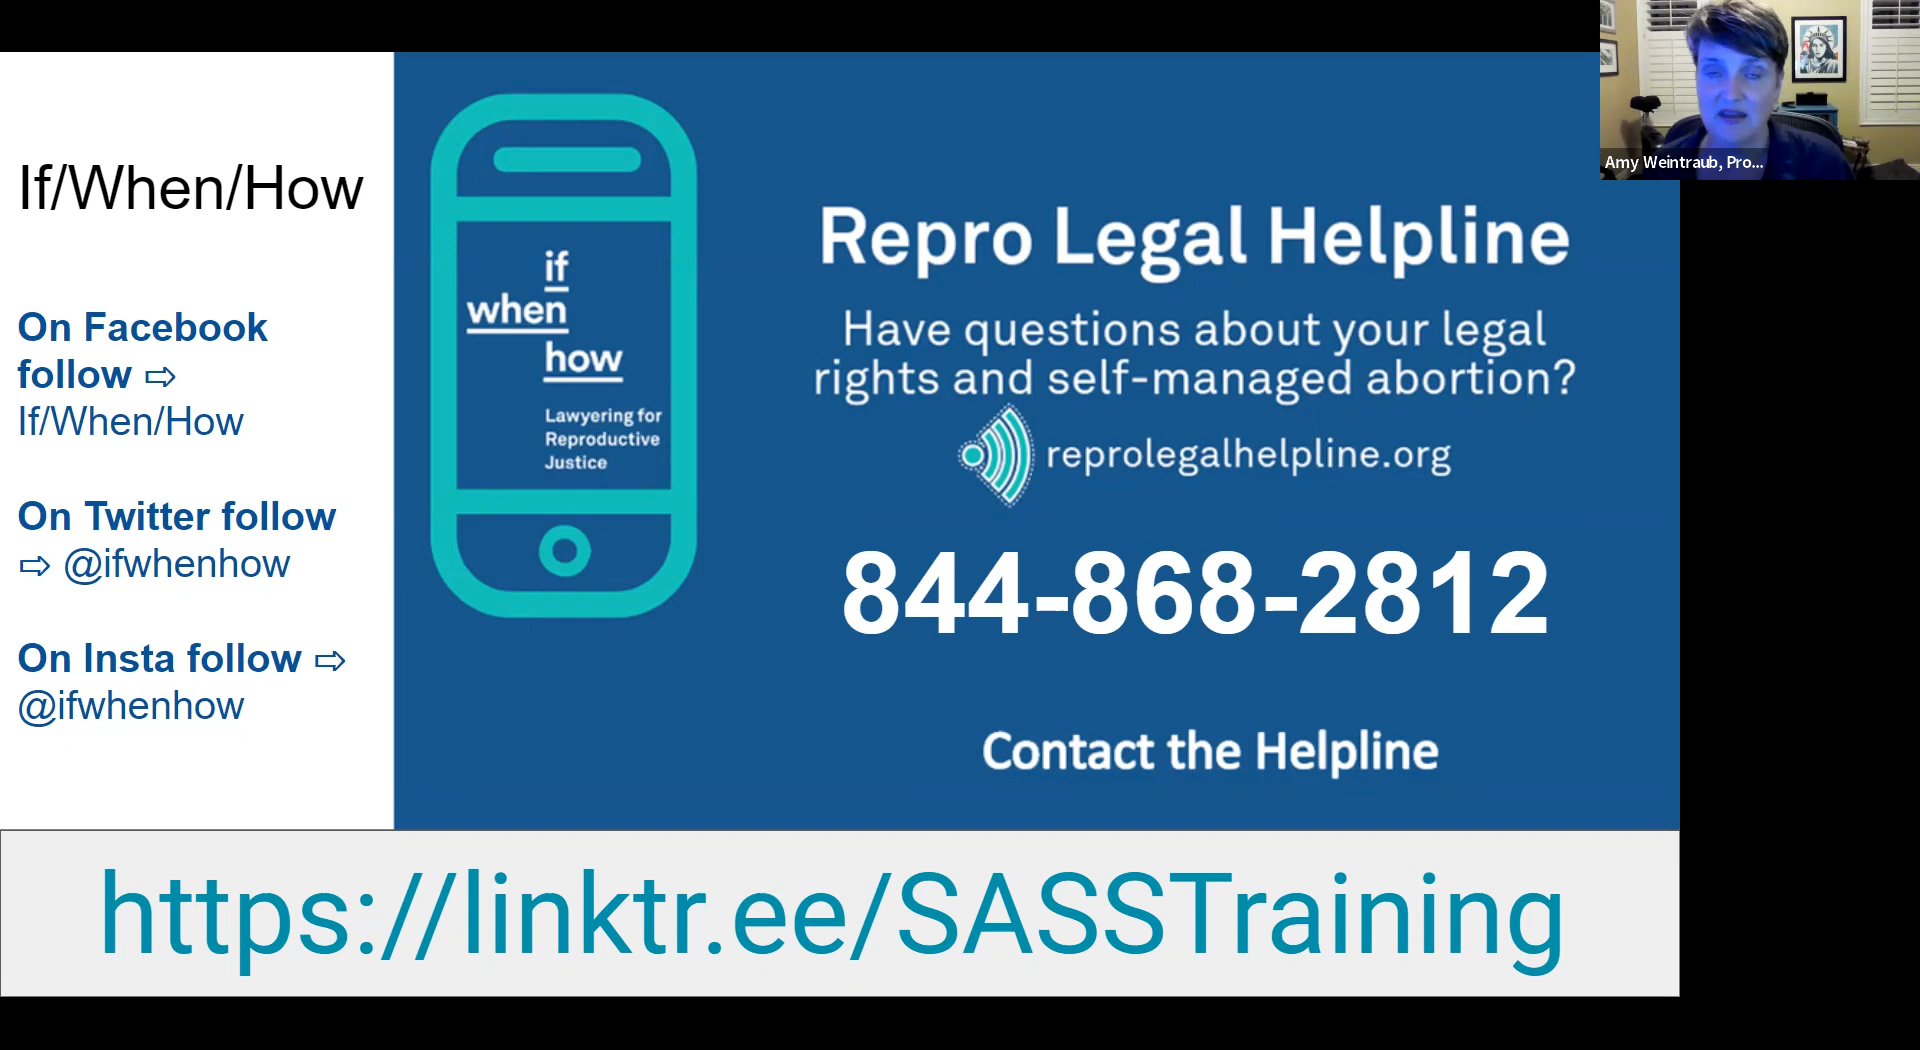 If/When/How
On Facebook
follow ⇨
If/When/How
On Twitter follow
⇨ @ifwhenhow
On Insta follow ⇨
@ifwhenhow
if
when
how
Lawyering for
Reproductive
Justice
Repro Legal Helpline
Have questions about your legal
rights and self-managed abortion?
reprolegalhelpline.org
844-868-2812
Contact the Helpline
https://linktr.ee/SASSTraining
Amy Weintraub, Pro...